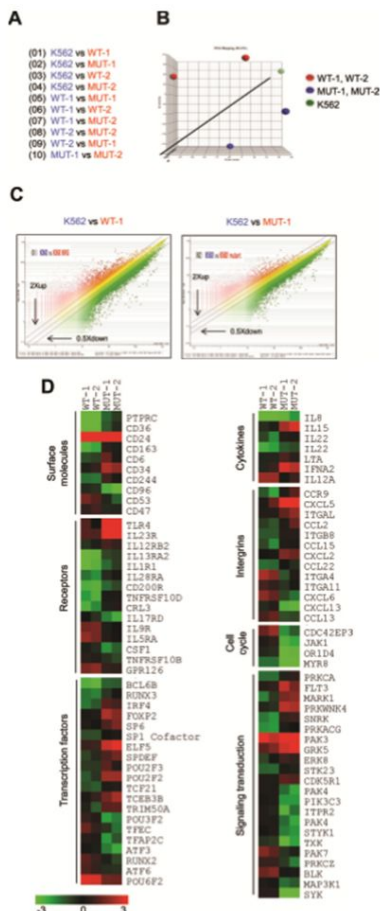 A
(01) K562 vs WT-1
(02) K562 vs MUT-1
(03) K562 vs WT-2
(04) K562 vs MUT-2
(05) WT-1 vs MUT-1
(06) WT-1 vs WT-2
(07) WT-1 vs MUT-2
(08) WT-2 vs MUT-1
(09) WT-2 vs MUT-2
(10) MUT-1 vs MUT-2
B
WT-1, WT-2
MUT-1, MUT-2
K562
C
K562 vs WT-1
2Xup
0.5Xdown
K562 vs MUT-1
2Xup
0.5Xdown
D
WT-1
WT-2
MUT-1
MUT-2
Surface molecules
PTPRC
CD36
CD24
CD163
CD6
CD34
CD244
CD96
CD53
CD47
Receptors
TLR4
IL23R
IL12RB2
IL13RA2
IL1R1
IL28RA
CD200R
TNFRSF10D
CRL3
IL17RD
IL9R
IL5RA
CSF1
TNFRSF10B
GPR126
Transcription factors
BCL6B
RUNX3
IRF4
FOXP2
SP6
SP1 Cofactor
ELF5
SPDEF
POU2F3
POU2F2
TCF21
TCEB3B
TRIM50A
POU3F2
TFEC
TFAP2C
ATF3
RUNX2
ATF6
POU6F2
-3
0
3
WT-1
WT-2
MUT-1
MUT-2
Cytokines
IL8
IL15
IL22
IL22
LTA
IFNA2
IL12A
Intergrins
CCR9
CXCL5
ITGAL
CCL2
ITGB8
CCL15
CXCL2
CCL22
ITGA4
ITGA11
CXCL6
CXCL13
CCL13
Cell cycle
CDC42EP3
JAK1
OR1D4
MYR8
Signaling transduction
PRKCA
FLT3
MARK1
PRKWNK4
SNRK
PRKACG
PAK3
GRK5
ERK8
STK23
CDK5R1
PAK4
PIK3C3
ITPR2
PAK4
STYK1
TXK
PAK7
PRKCZ
BLK
MAP3K1
SYK